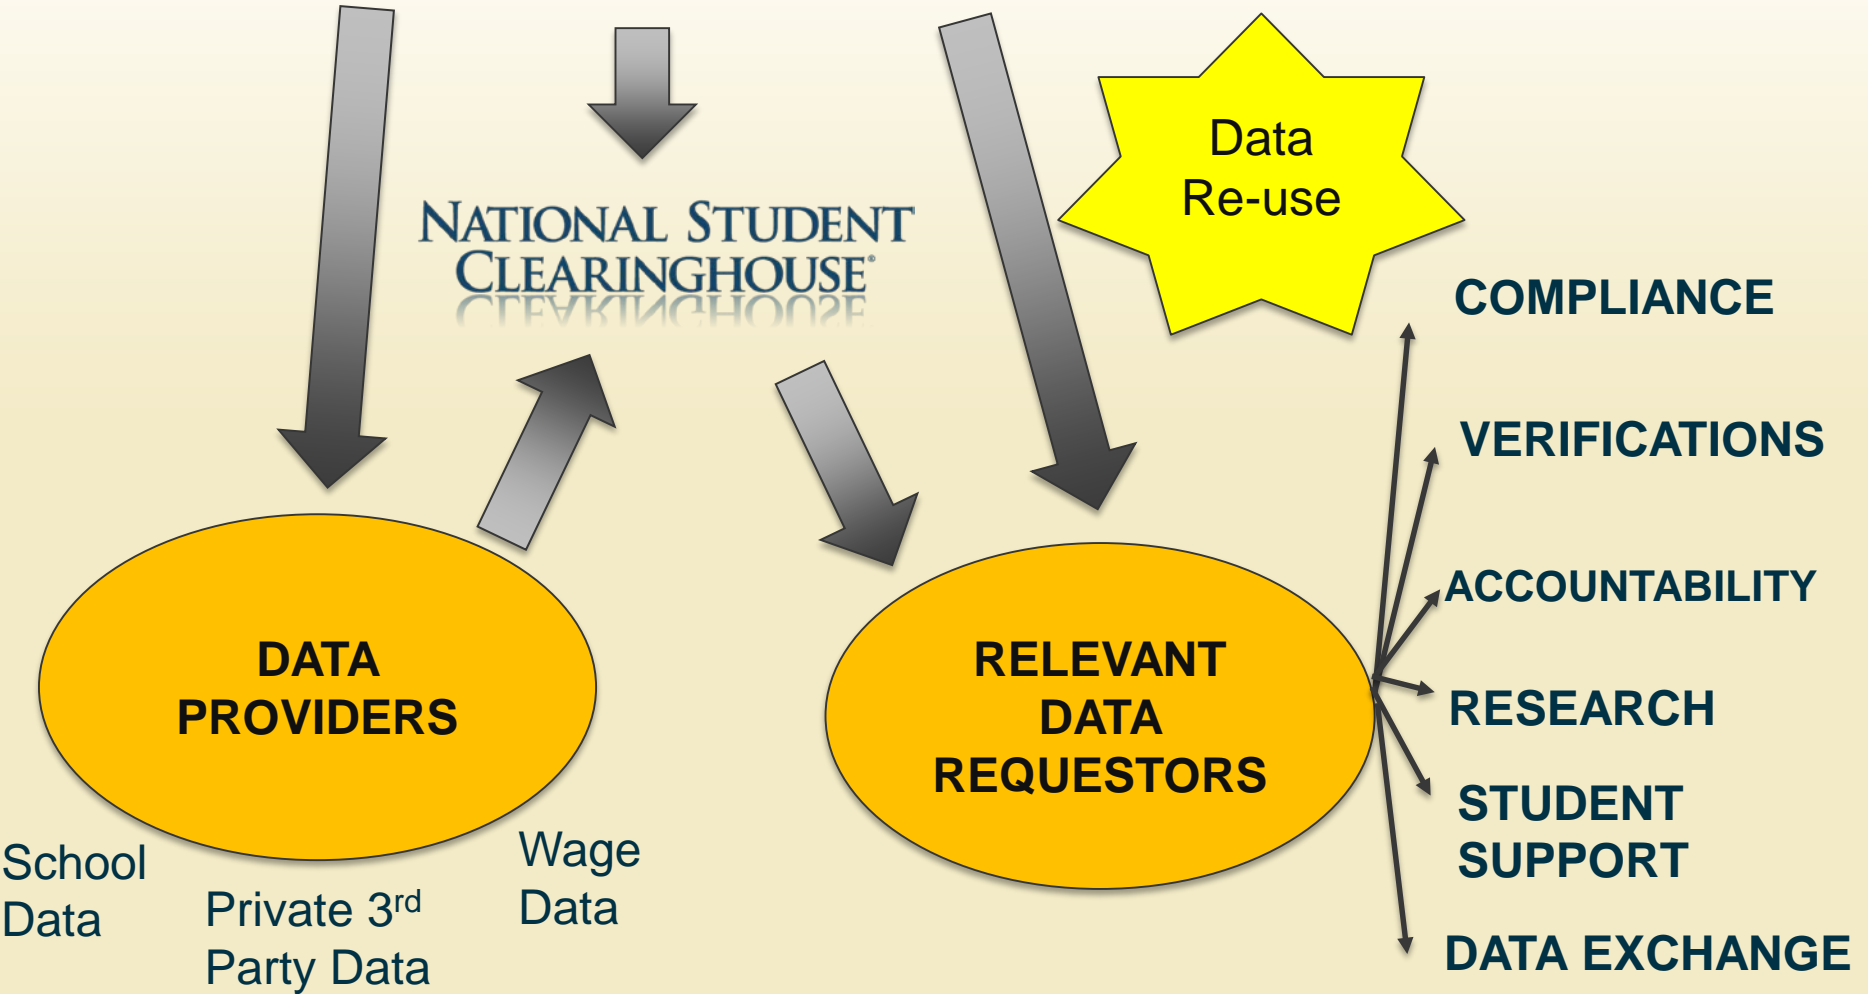 Data
Re-use
NATIONAL STUDENT
CLEARINGHOUSE®
COMPLIANCE
VERIFICATIONS
ACCOUNTABILITY
RESEARCH
STUDENT
SUPPORT
DATA EXCHANGE
DATA
PROVIDERS
RELEVANT
DATA
REQUESTORS
School
Data
Private 3rd
Party Data
Wage
Data